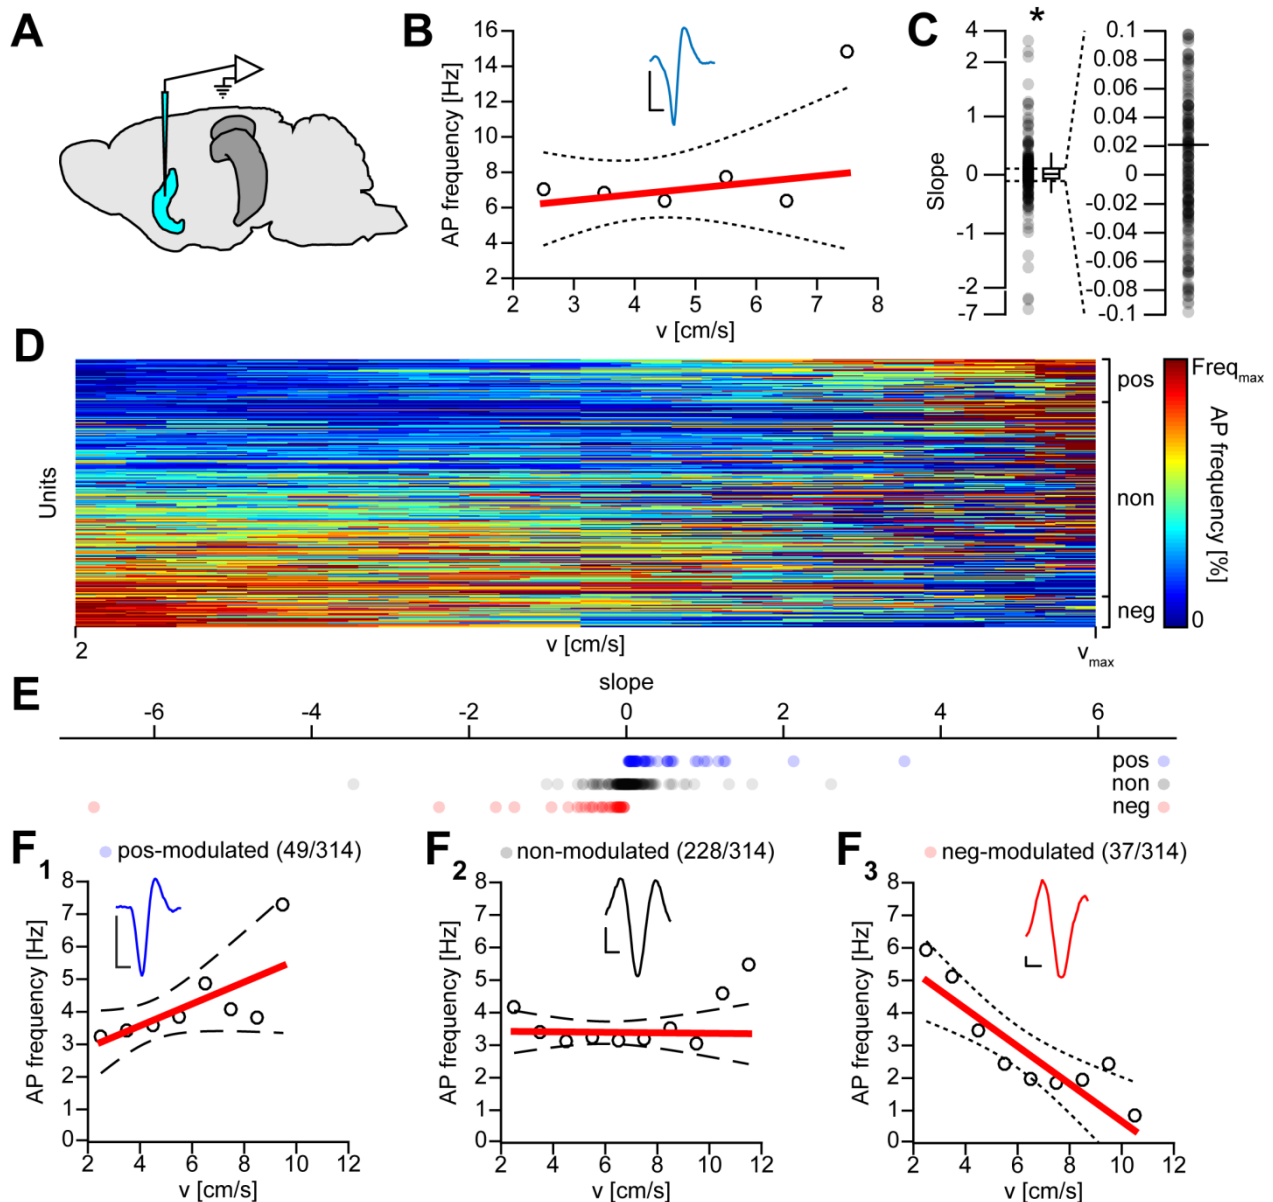 A
B
16
14
12
10
8
6
4
2
AP frequency [Hz]
2 3 4 5 6 7 8
v [cm/s]
C
*
4
2
0
-1
-2
-7
Slope
0.1
0.08
0.06
0.04
0.02
0
-0.02
-0.04
-0.06
-0.08
-0.1
D
Units
pos
non
neg
2
v [cm/s]
vmax
Freqmax
0
AP frequency [%]
E
slope
-6 -4 -2 0 2 4 6
pos
non
neg
F1
pos-modulated (49/314)
8
7
6
5
4
3
2
1
0
AP frequency [Hz]
2 4 6 8 10 12
v [cm/s]
F2
non-modulated (228/314)
8
7
6
5
4
3
2
1
0
AP frequency [Hz]
2 4 6 8 10 12
v [cm/s]
F3
neg-modulated (37/314)
8
7
6
5
4
3
2
1
0
AP frequency [Hz]
2 4 6 8 10 12
v [cm/s]